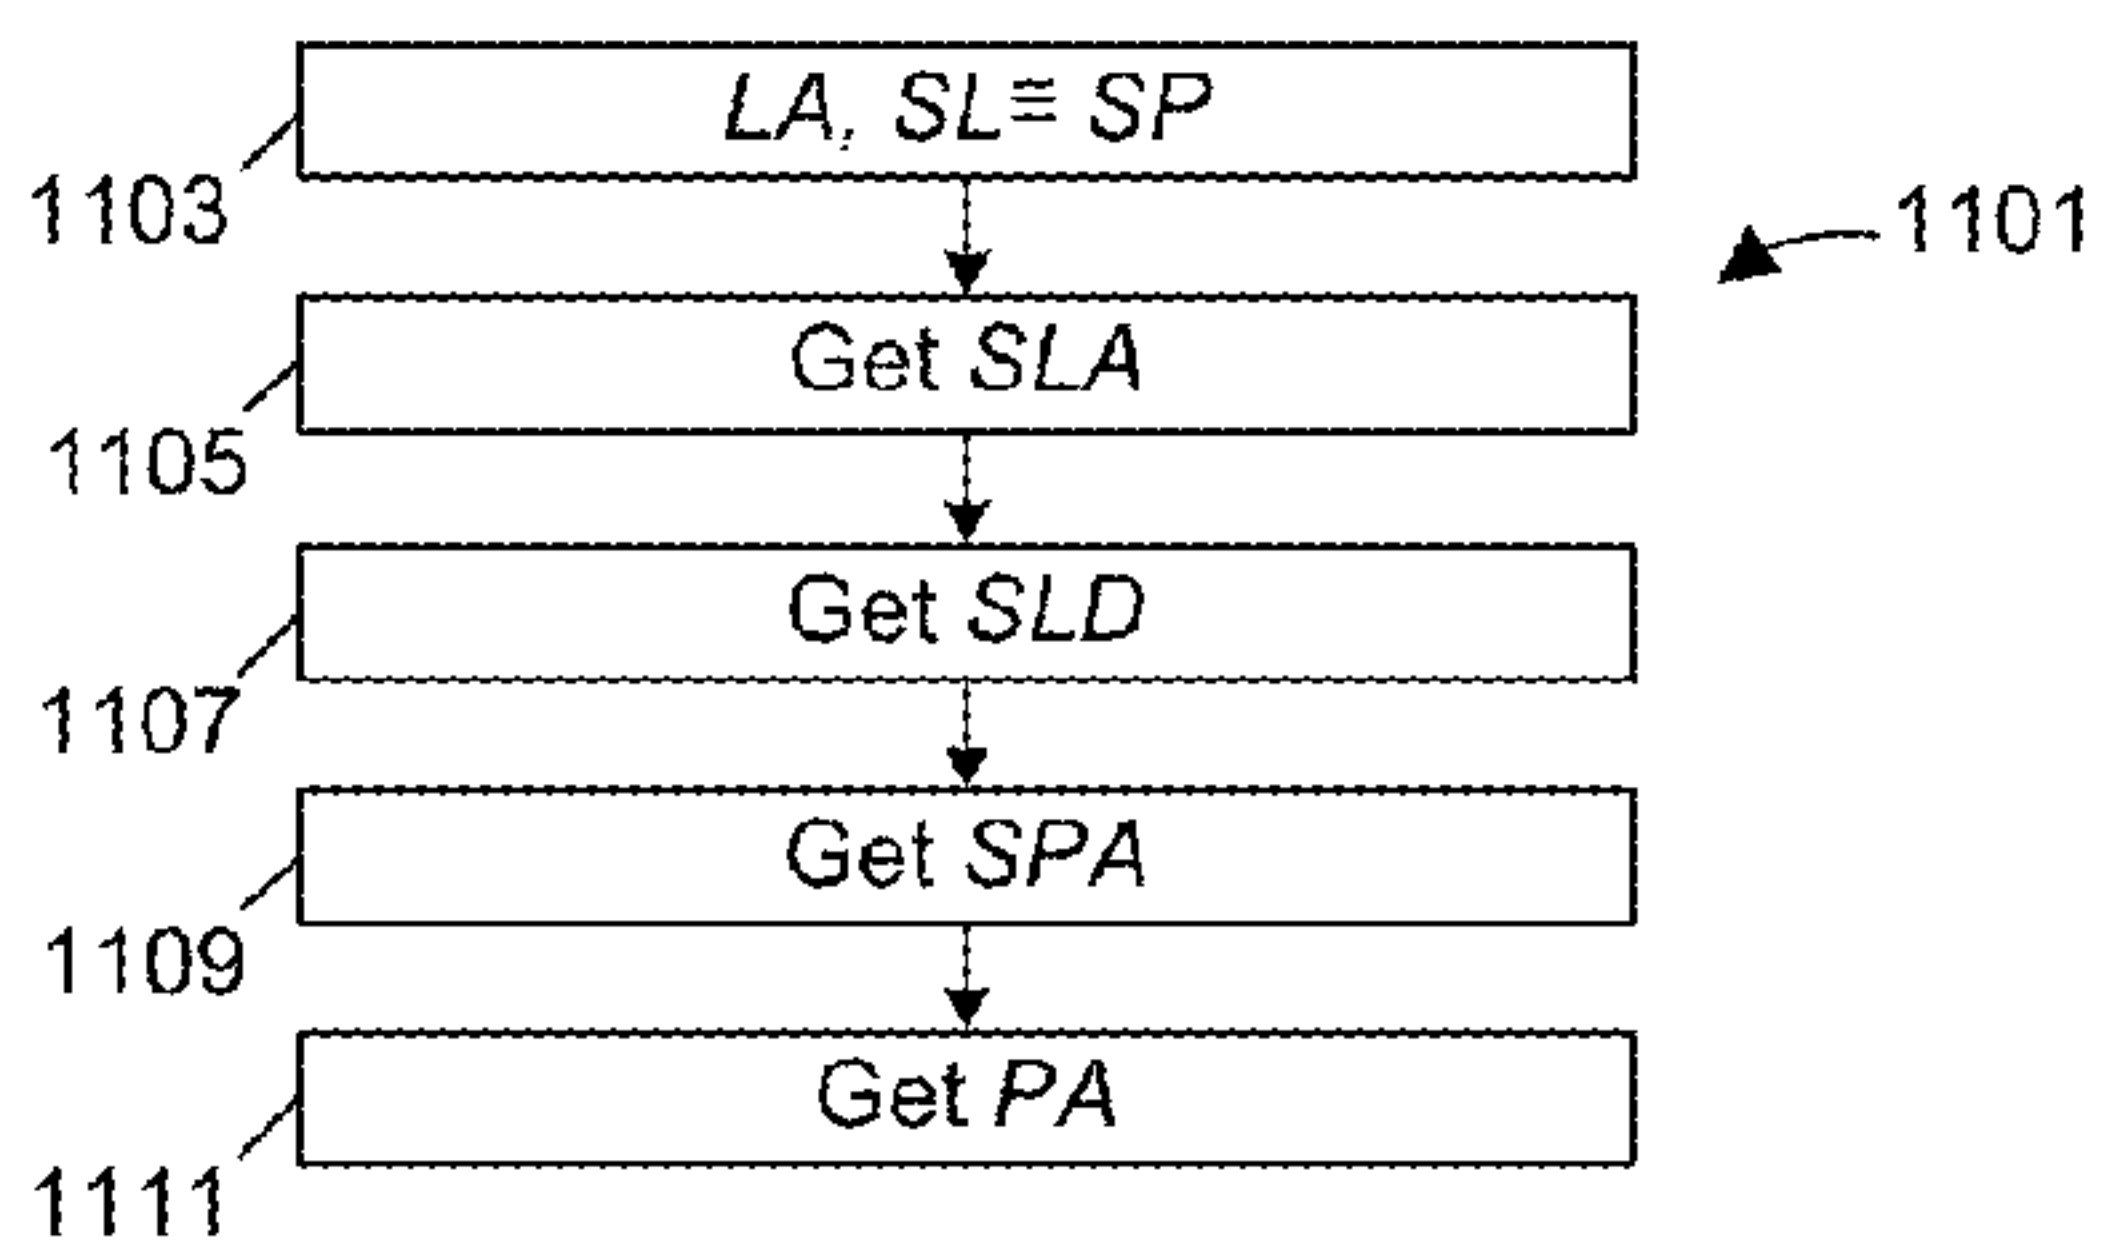 LA, SL≡ SP
1103
1101
Get SLA
1105
Get SLD
1107
Get SPA
1109
Get PA
1111